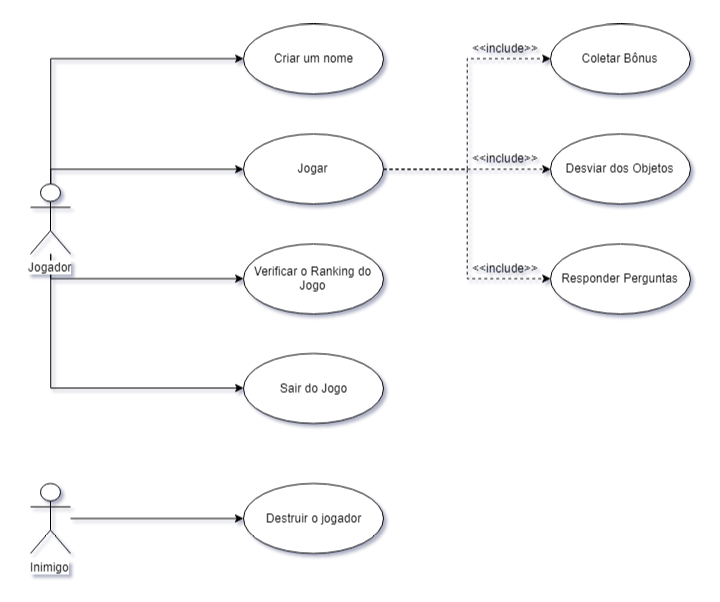 Criar um nome
<<include>>
Coletar Bônus
Jogar
<<include>>
Desviar dos Objetos
Jogador
Verificar o Ranking do
Jogo
<<include>>
Responder Perguntas
Sair do Jogo
Destruir o jogador
Inimigo